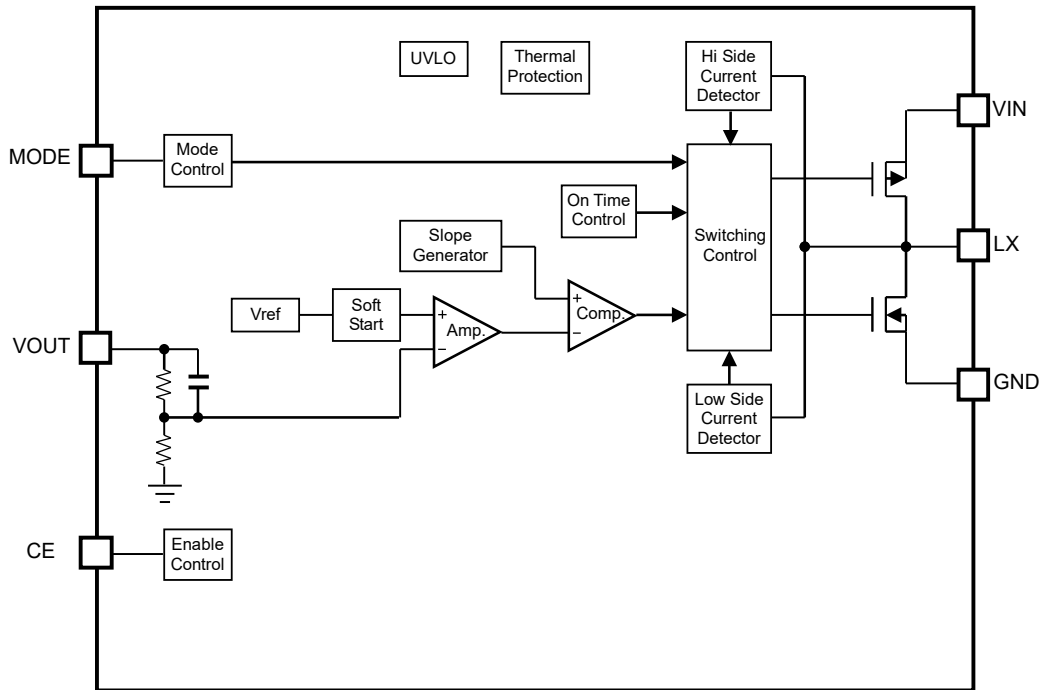 UVLO
Thermal
Protection
Hi Side
Current
Detector
VIN
MODE
Mode
Control
On Time
Control
Switching
Control
LX
Slope
Generator
Vref
Soft
Start
+
Amp.
−
+
Comp.
−
VOUT
GND
Low Side
Current
Detector
CE
Enable
Control